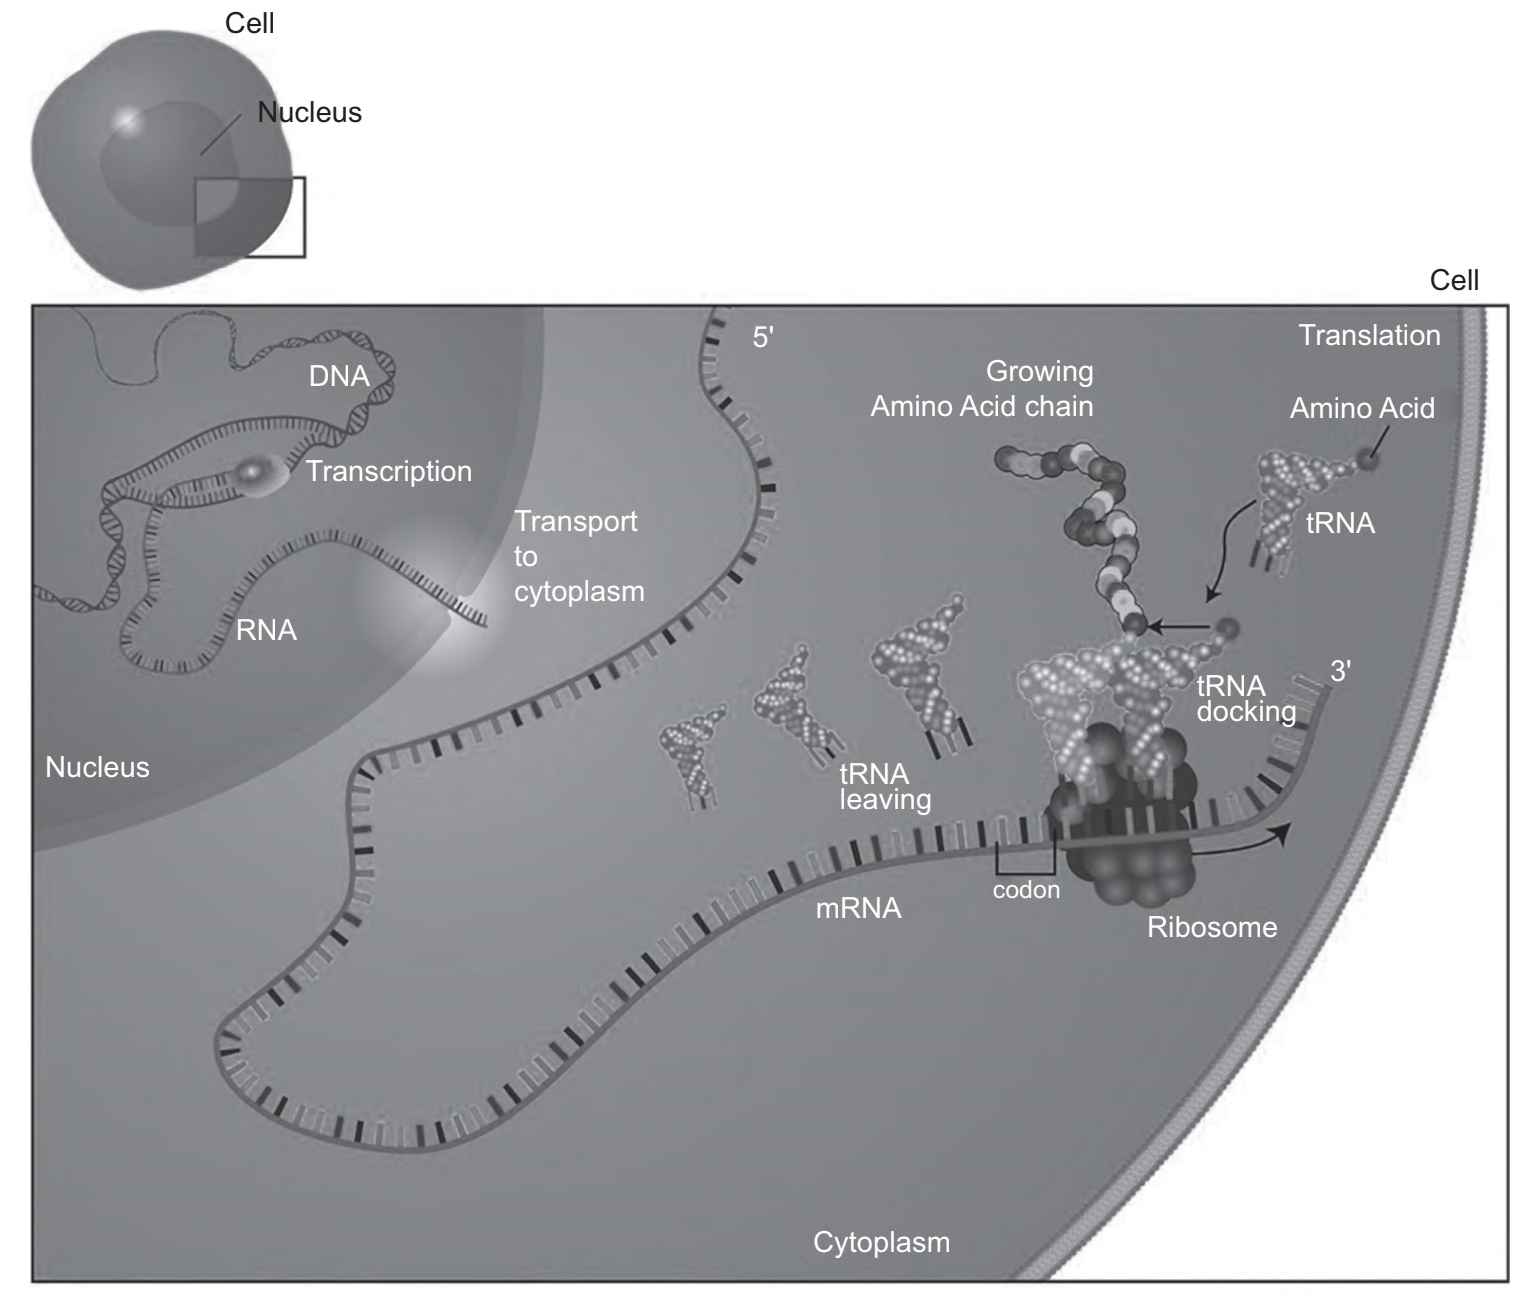 Cell
Nucleus
Cell
5'
Translation
Growing
Amino Acid chain
Amino Acid
DNA
Transcription
tRNA
Transport
to
cytoplasm
RNA
3'
tRNA
docking
Nucleus
tRNA
leaving
codon
mRNA
Ribosome
Cytoplasm